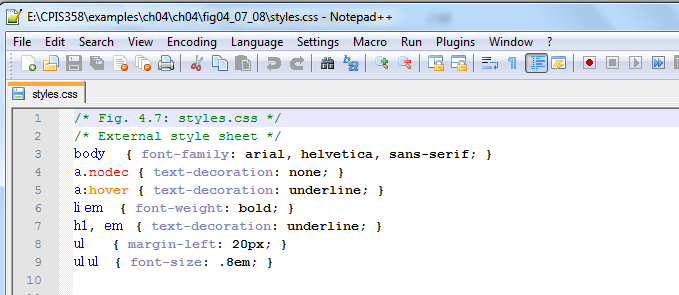 E:\CPIS358\examples\ch04\ch04\fig04_07_08\styles.css - Notepad++
File Edit Search View Encoding Language Settings Macro Run Plugins Window ?
styles.css
1 /* Fig. 4.7: styles.css */
2 /* External style sheet */
3 body { font-family: arial, helvetica, sans-serif; }
4 a.nodec { text-decoration: none; }
5 a:hover { text-decoration: underline; }
6 li em { font-weight: bold; }
7 h1, em { text-decoration: underline; }
8 ul { margin-left: 20px; }
9 ul ul { font-size: .8em; }
10